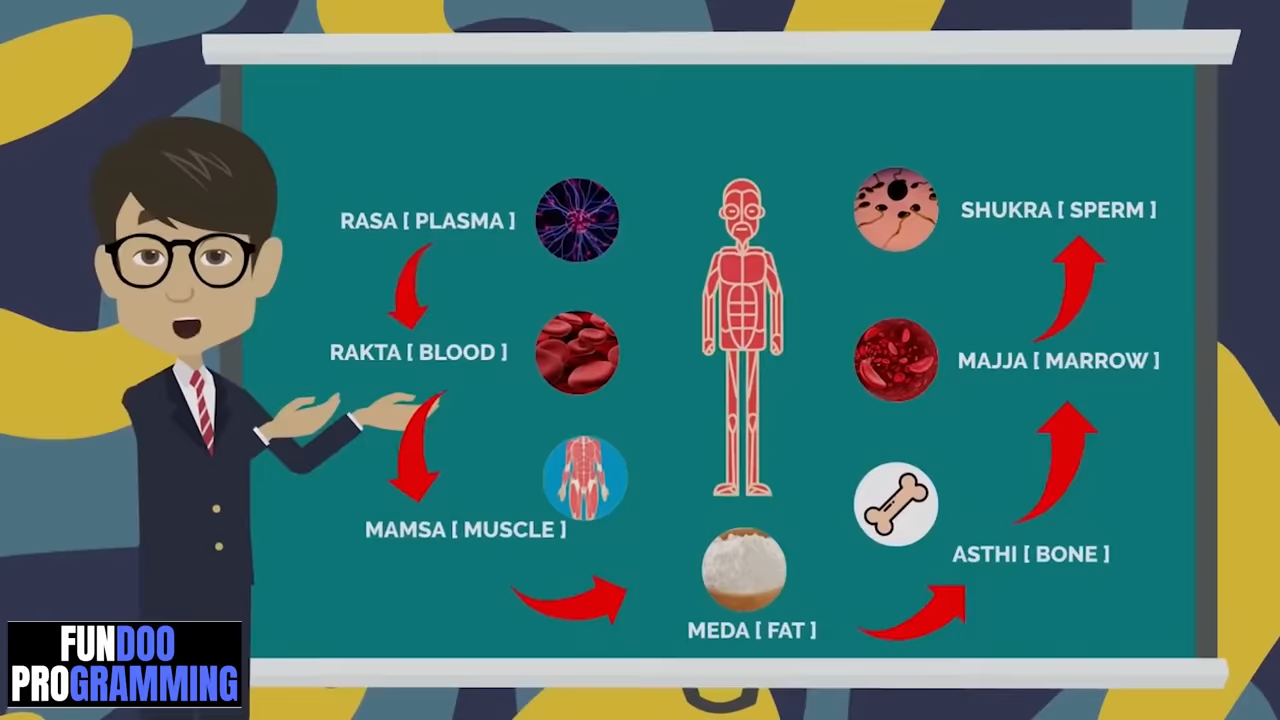 RASA [ PLASMA ]
RAKTA [ BLOOD ]
MAMSA [ MUSCLE ]
MEDA [ FAT ]
ASTHI [ BONE ]
MAJJA [ MARROW ]
SHUKRA [ SPERM ]
FUNDOO
PROGRAMMING